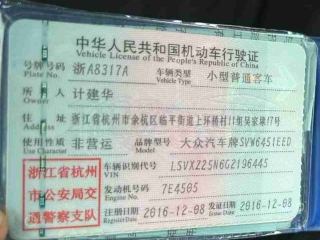 中华人民共和国机动车行驶证
Vehicle License of the People's Republic of China
号牌号码 浙A8317A 车辆类型 小型普通客车
Plate No. Vehicle Type
所有人 计建华
Owner
住址 浙江省杭州市余杭区临平街道上环桥村11组吴家埭17号
Address
使用性质 非营运 品牌型号 大众汽车牌SVW6451EED
Use Character Model
浙江省杭州
市公安局交
通警察支队
车辆识别代号 LSVXZ25N6G2196445
VIN
发动机号码 7E4505
Engine No.
注册日期 2016-12-08 发证日期 2016-12-08
Register Date Issue Date